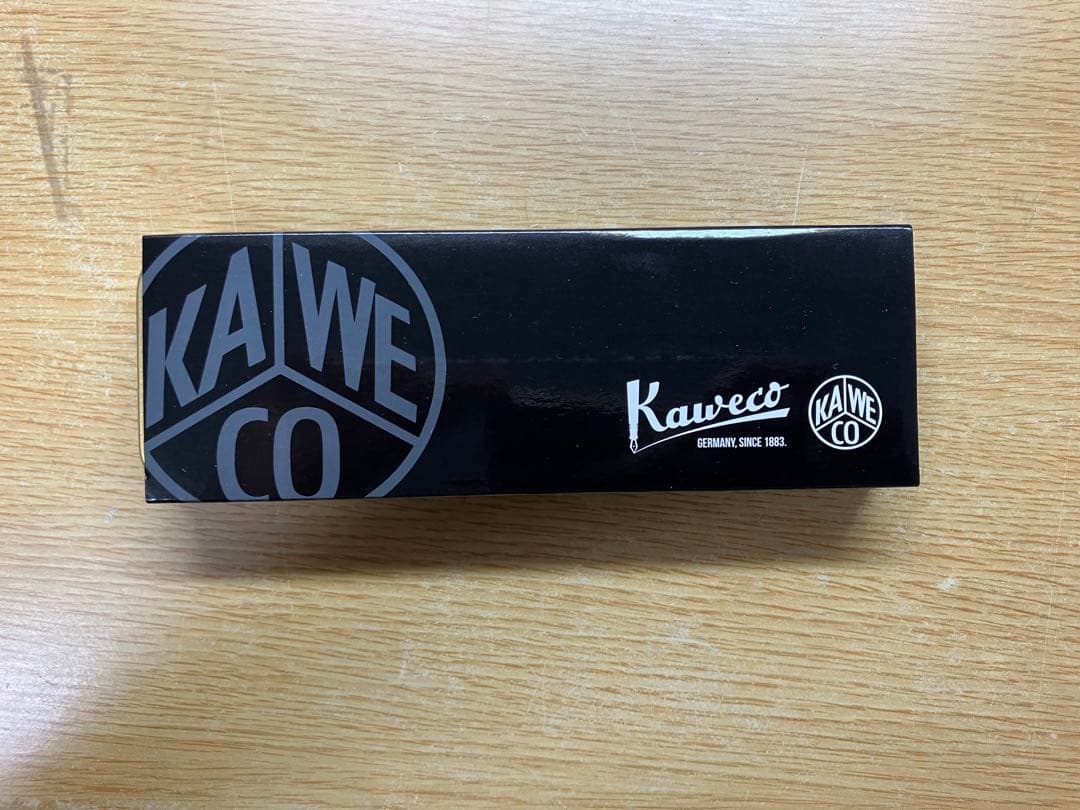 KA WE
CO
Kaweco
GERMANY, SINCE 1883.
KA WE
CO